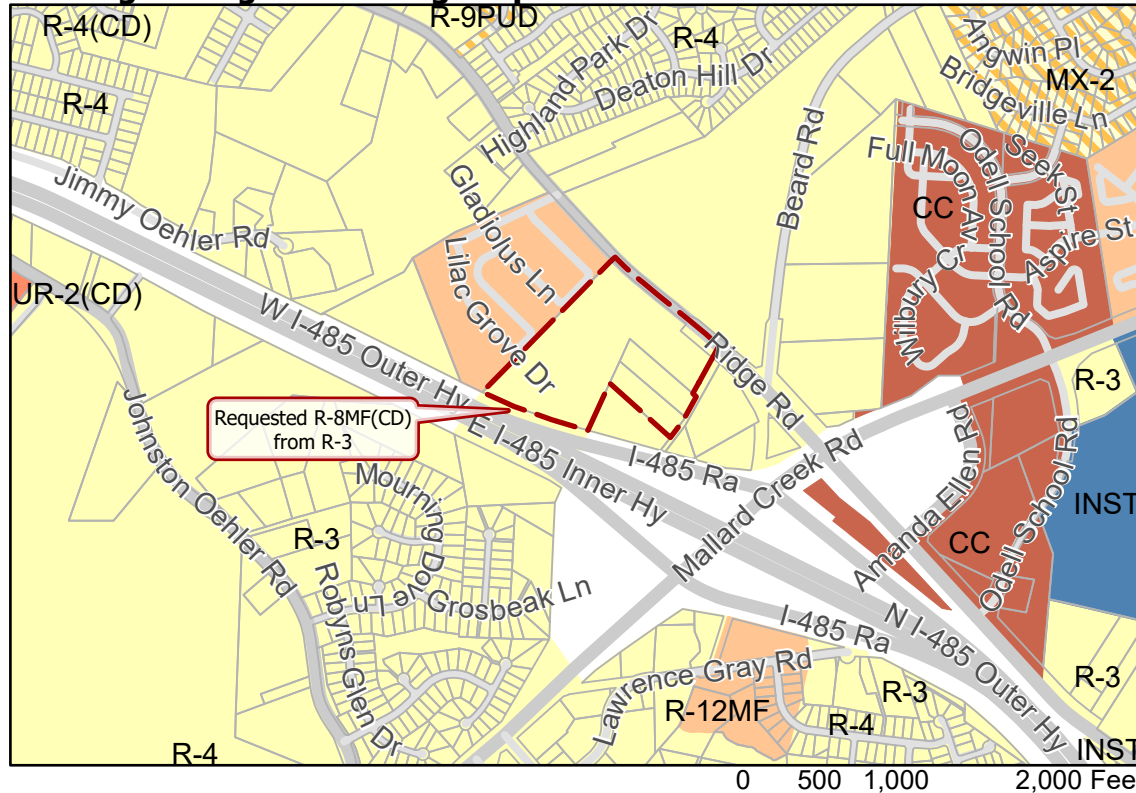 R-4(CD)
R-9PUD
R-4
Highland Park Dr
Deaton Hill Dr
Angwin Pl
MX-2
Bridgeville Ln
R-4
Beard Rd
Full Moon Av
Odell School Rd
Seek St
CC
Aspire St
Wilbury Cr
Jimmy Oehler Rd
Gladiolus Ln
Lilac Grove Dr
UR-2(CD)
W I-485 Outer Hy
Ridge Rd
R-3
Requested R-8MF(CD)
from R-3
E I-485 Inner Hy
I-485 Ra
Mallard Creek Rd
Johnston Oehler Rd
Mourning Dove Ln
Grosbeak Ln
R-3
Robyns Glen Dr
Amanda Ellen Rd
CC
Odell School Rd
INST
I-485 Ra
N I-485 Outer Hy
Lawrence Gray Rd
R-12MF
R-3
R-4
R-3
R-4
INST
0 500 1,000 2,000 Fee